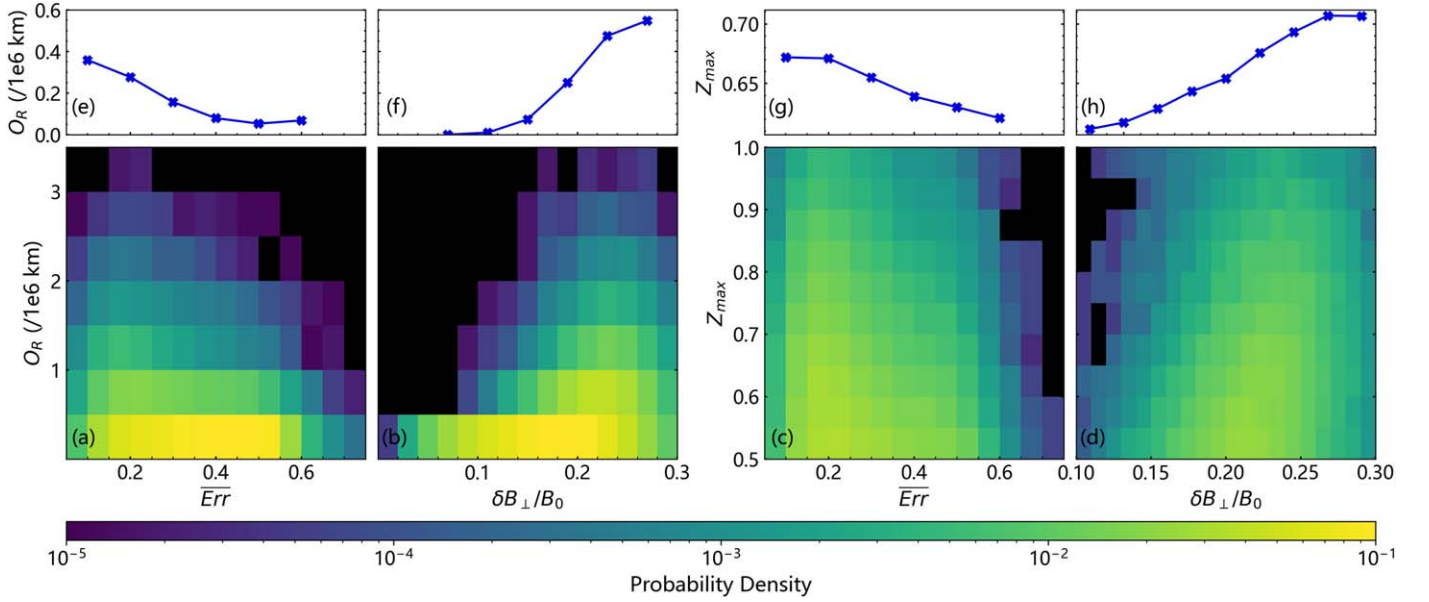 O_R (/1e6 km)
0.6
0.4
0.2
0.0
(e)
(f)
Z_max
0.70
0.65
(g)
(h)
O_R (/1e6 km)
3
2
1
(a)
(b)
Z_max
1.0
0.9
0.8
0.7
0.6
0.5
(c)
(d)
0.2 0.4 0.6
0.1 0.2 0.3
0.2 0.4 0.6
0.10 0.15 0.20 0.25 0.30
\overline{Err}
δB⊥/B₀
\overline{Err}
δB⊥/B₀
10⁻⁵ 10⁻⁴ 10⁻³ 10⁻² 10⁻¹
Probability Density